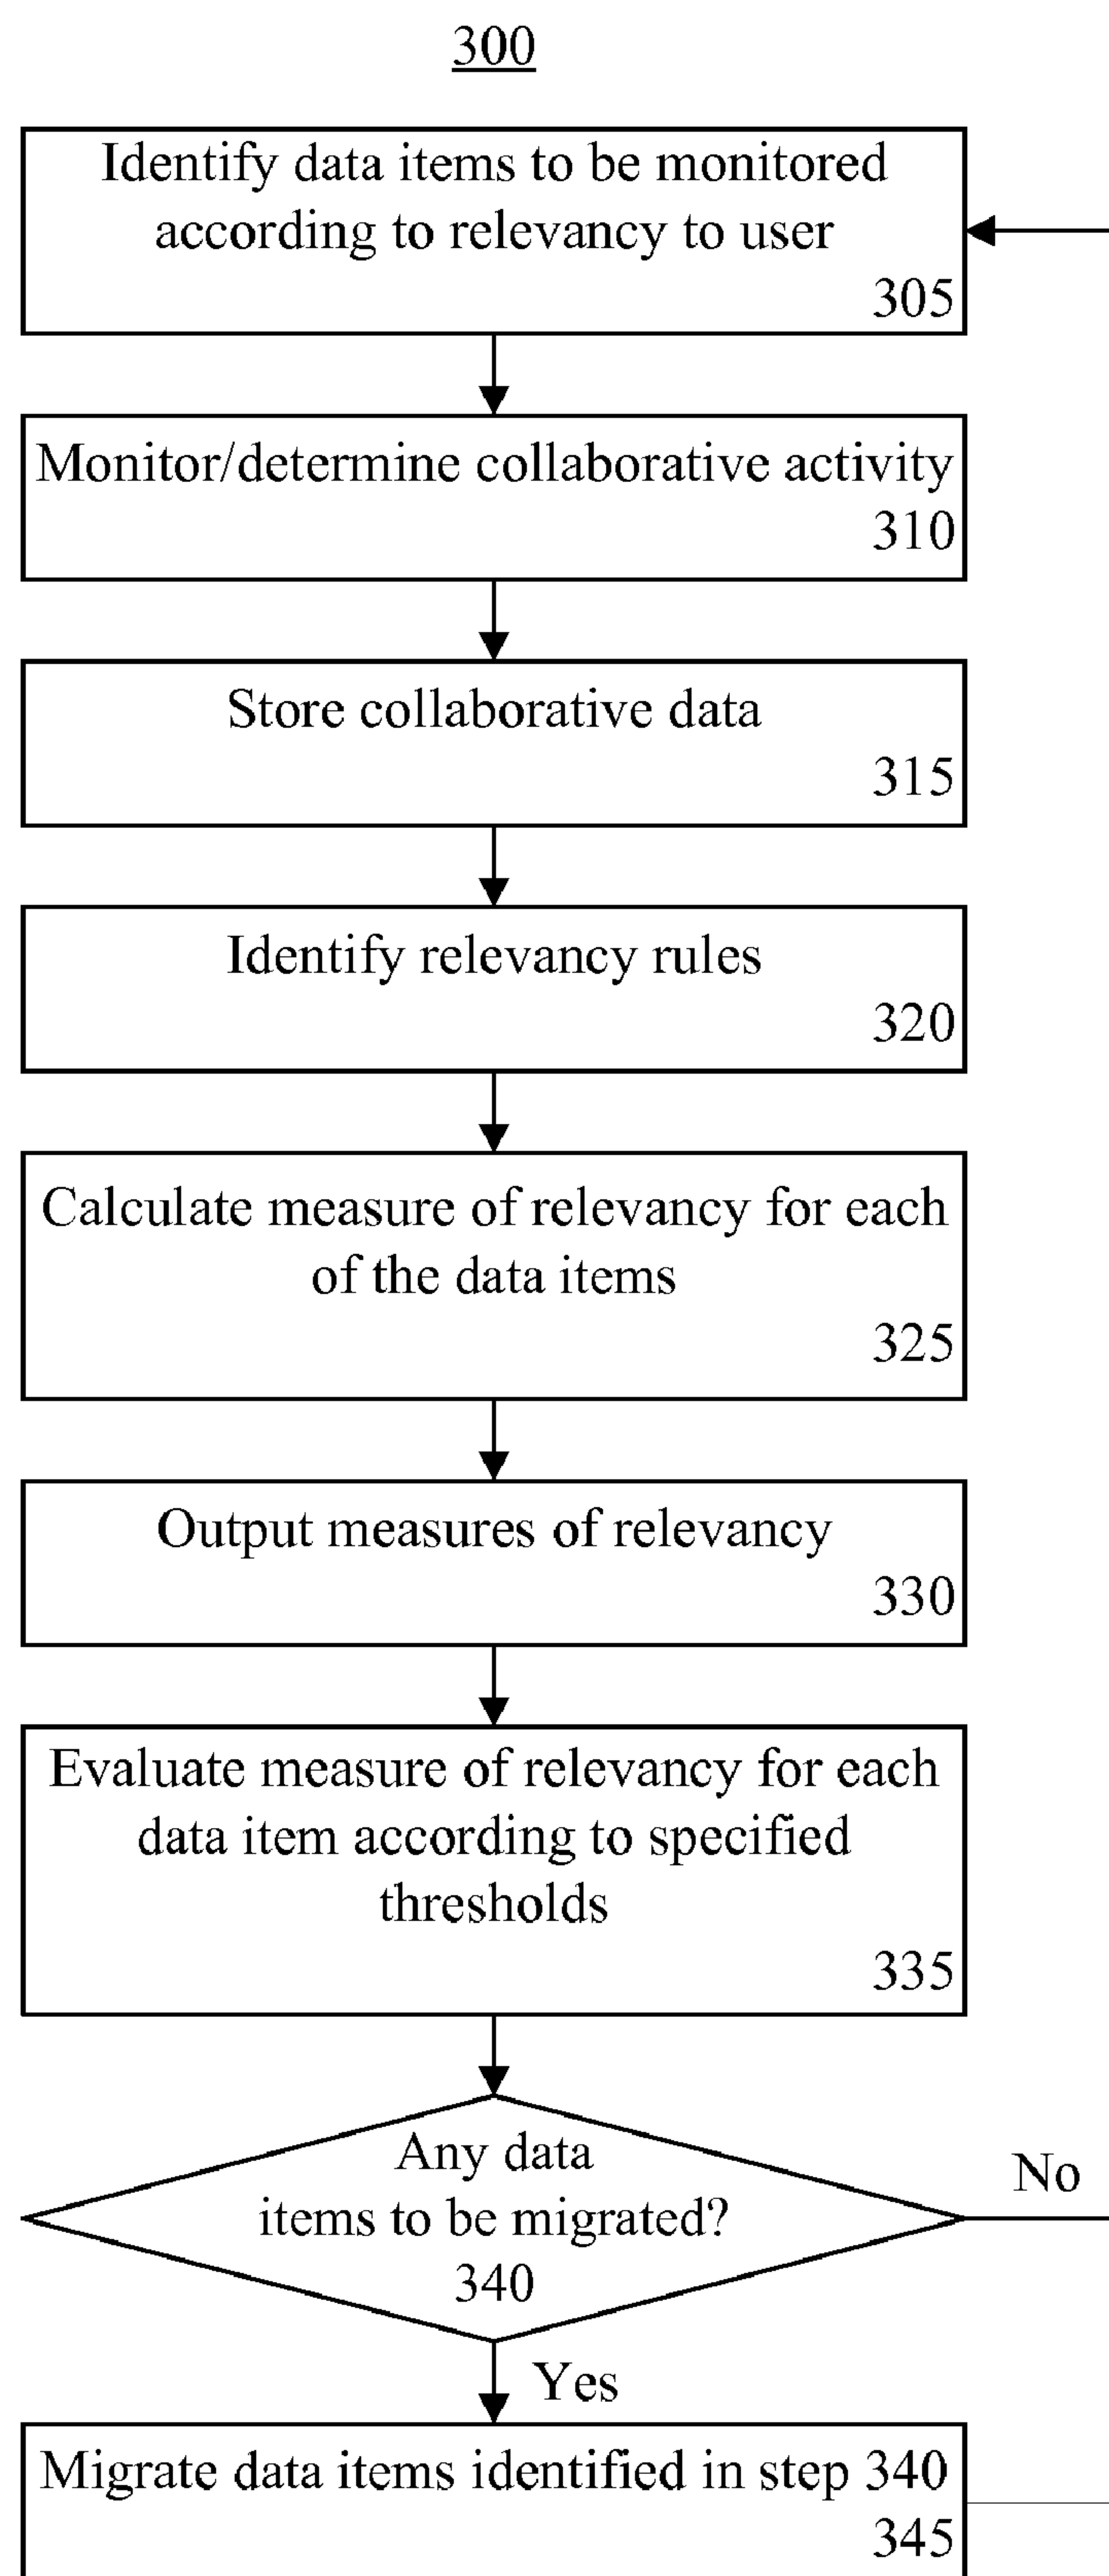 300
Identify data items to be monitored
according to relevancy to user
305
Monitor/determine collaborative activity
310
Store collaborative data
315
Identify relevancy rules
320
Calculate measure of relevancy for each
of the data items
325
Output measures of relevancy
330
Evaluate measure of relevancy for each
data item according to specified
thresholds
335
Any data
items to be migrated?
340
No
Yes
Migrate data items identified in step 340
345